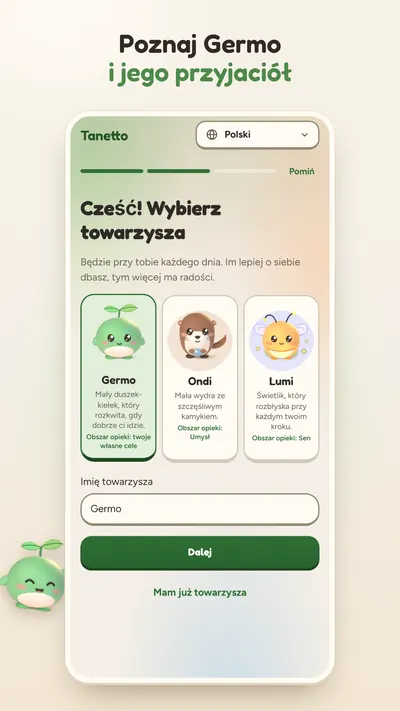 Poznaj Germo
i jego przyjaciół
Tanetto
Polski
Pomiń
Cześć! Wybierz
towarzysza
Będzie przy tobie każdego dnia. Im lepiej o siebie
dbasz, tym więcej ma radości.
Germo
Mały duszek-
kiełek, który
rozkwita, gdy
dobrze ci idzie.
Obszar opieki: twoje
własne cele
Ondi
Mała wydra ze
szczęśliwym
kamykiem.
Obszar opieki:
Umysł
Lumi
Świetlik, który
rozbłyska przy
każdym twoim
kroku.
Obszar opieki: Sen
Imię towarzysza
Germo
Dalej
Mam już towarzysza